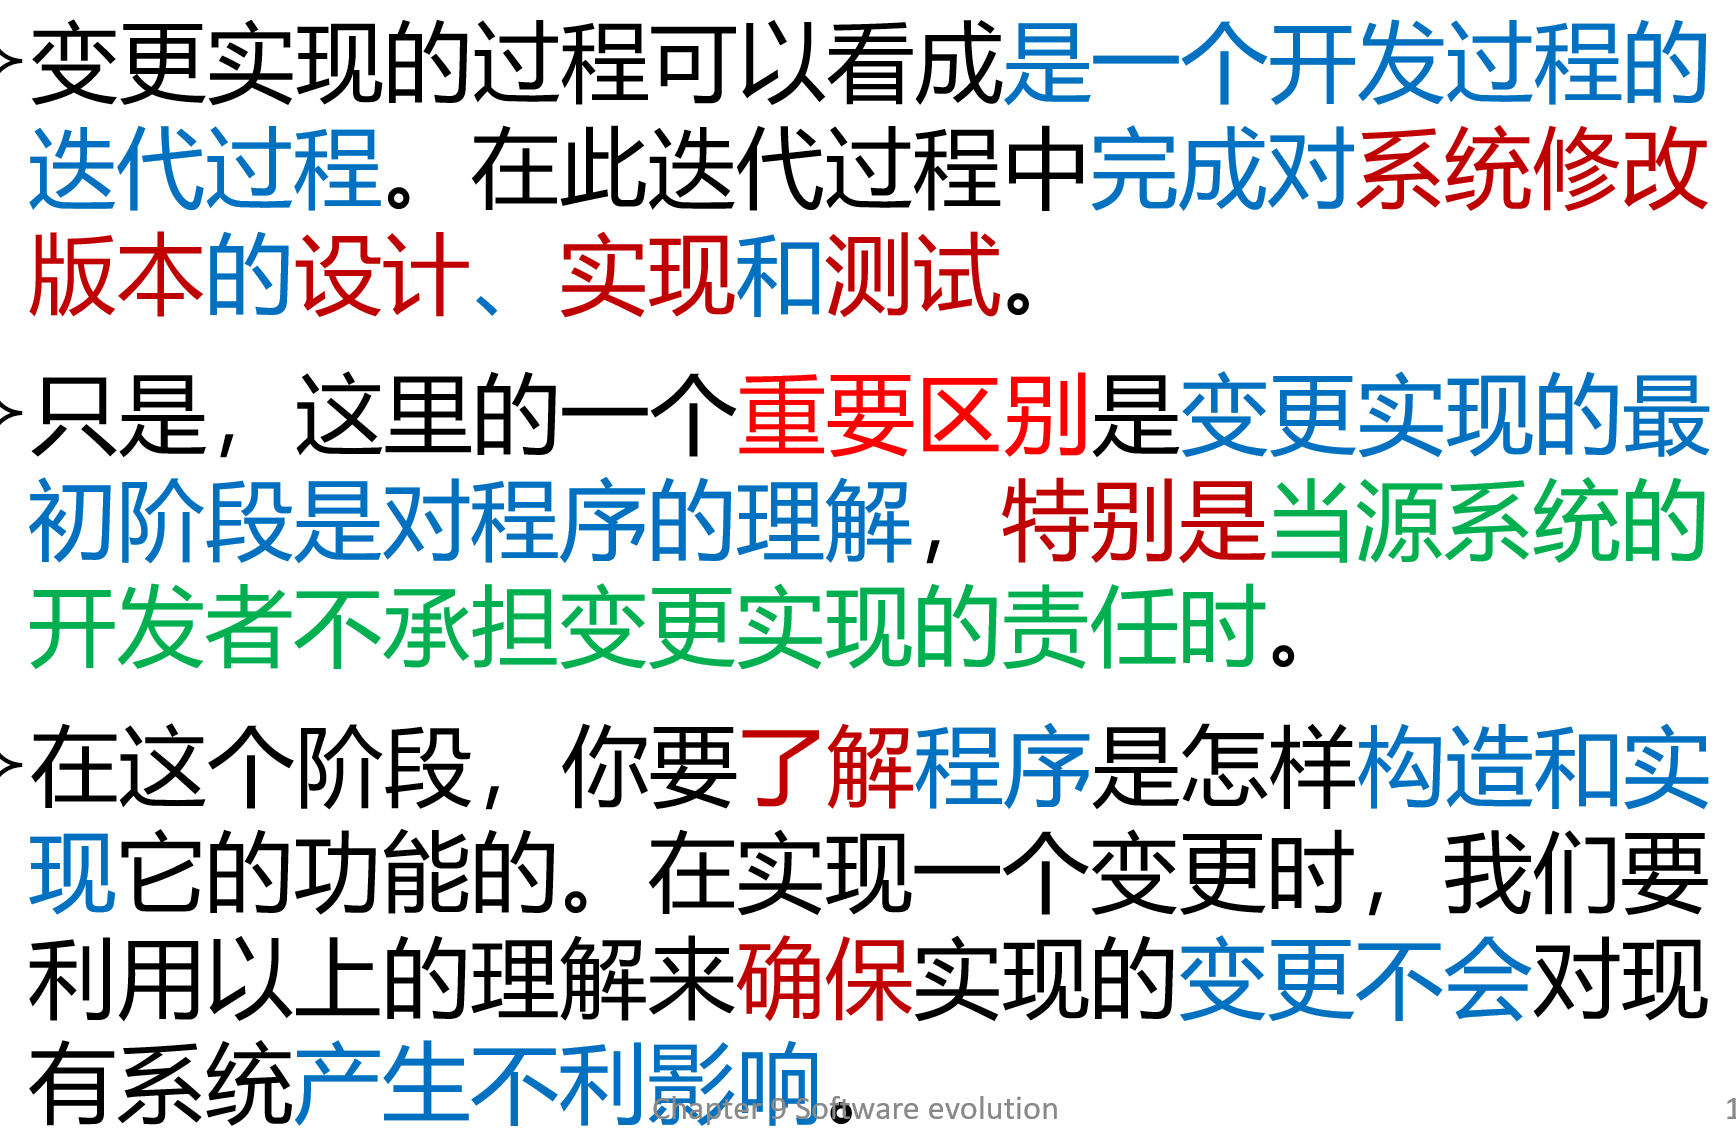 变更实现的过程可以看成是一个开发过程的
迭代过程。在此迭代过程中完成对系统修改
版本的设计、实现和测试。
只是，这里的一个重要区别是变更实现的最
初阶段是对程序的理解，特别是当源系统的
开发者不承担变更实现的责任时。
在这个阶段，你要了解程序是怎样构造和实
现它的功能的。在实现一个变更时，我们要
利用以上的理解来确保实现的变更不会对现
有系统产生不利影响。
Chapter 9 Software evolution
1